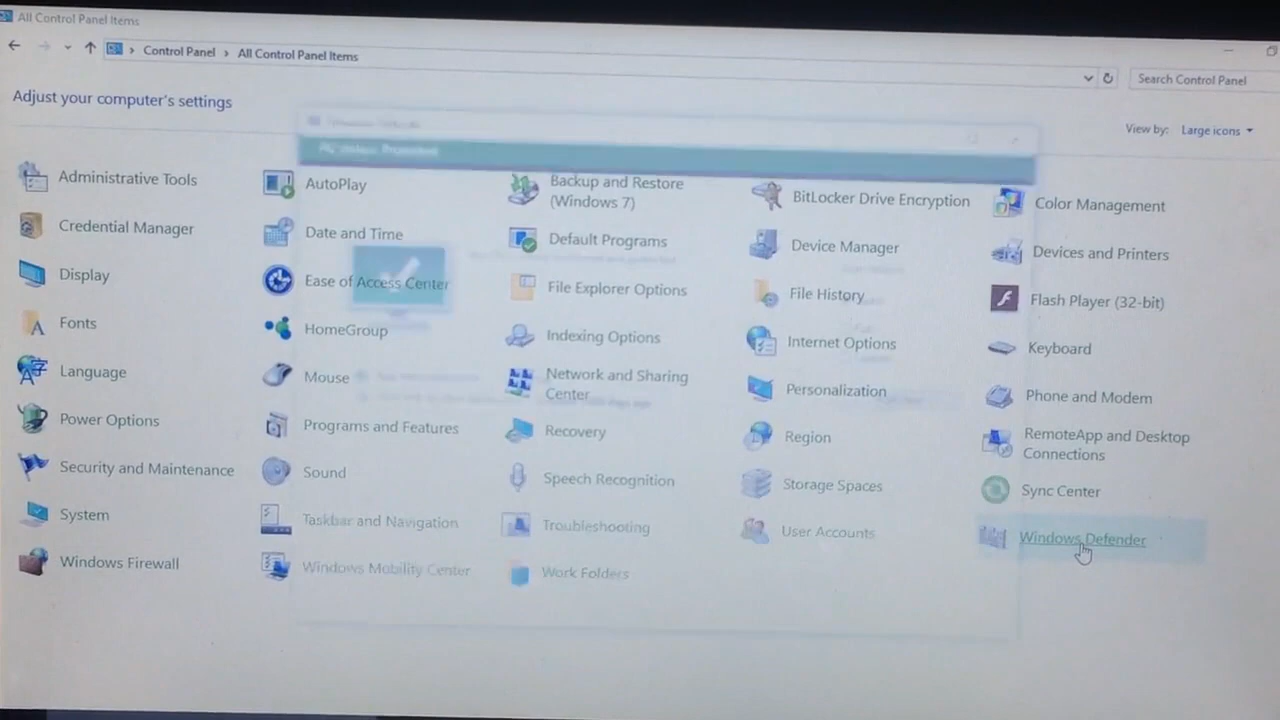 All Control Panel Items
Control Panel > All Control Panel Items
Search Control Panel
Adjust your computer's settings
View by: Large icons
Administrative Tools
AutoPlay
Backup and Restore
(Windows 7)
BitLocker Drive Encryption
Color Management
Credential Manager
Date and Time
Default Programs
Device Manager
Devices and Printers
Display
Ease of Access Center
File Explorer Options
File History
Flash Player (32-bit)
Fonts
HomeGroup
Indexing Options
Internet Options
Keyboard
Language
Mouse
Network and Sharing
Center
Personalization
Phone and Modem
Power Options
Programs and Features
Recovery
Region
RemoteApp and Desktop
Connections
Security and Maintenance
Sound
Speech Recognition
Storage Spaces
Sync Center
System
Taskbar and Navigation
Troubleshooting
User Accounts
Windows Defender
Windows Firewall
Windows Mobility Center
Work Folders